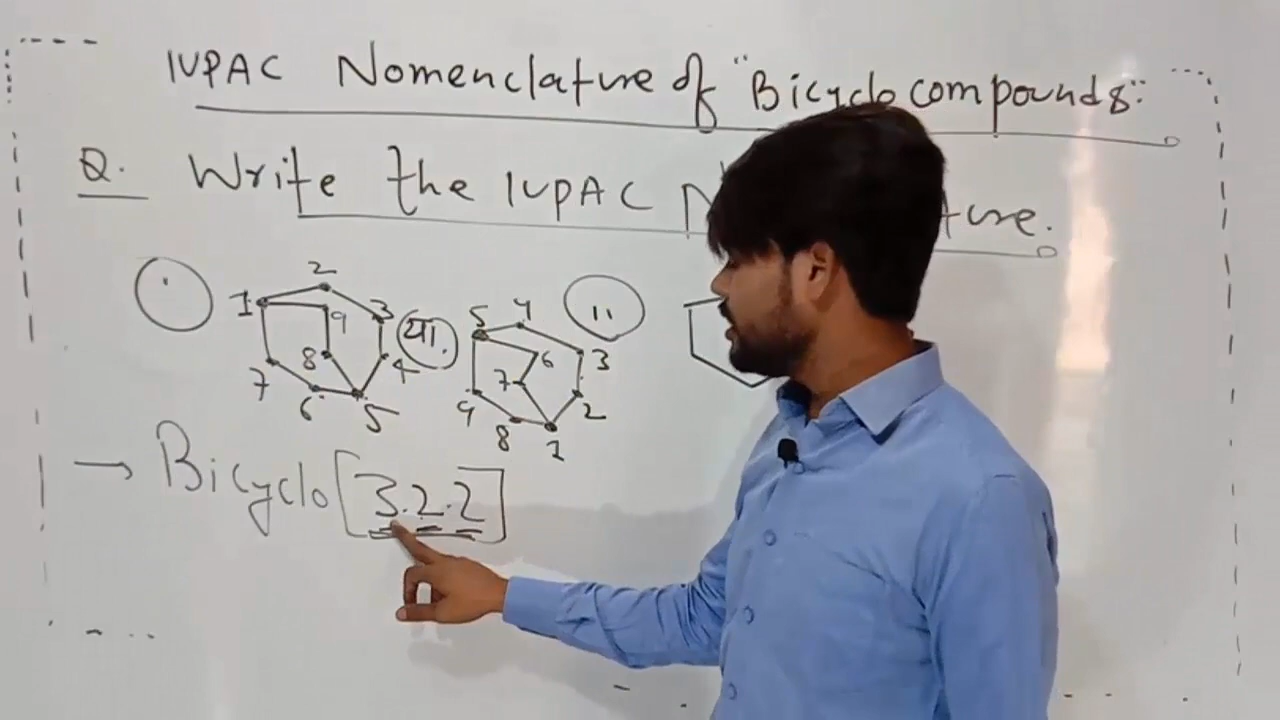 IUPAC Nomenclature of "Bicyclo compounds"
Q. Write the IUPAC
ture.
i
1 2 3 4 5 6 7 8 9
या.
5 4 3 2 1 8 9 7 6
ii
→ Bicyclo [3.2.2]